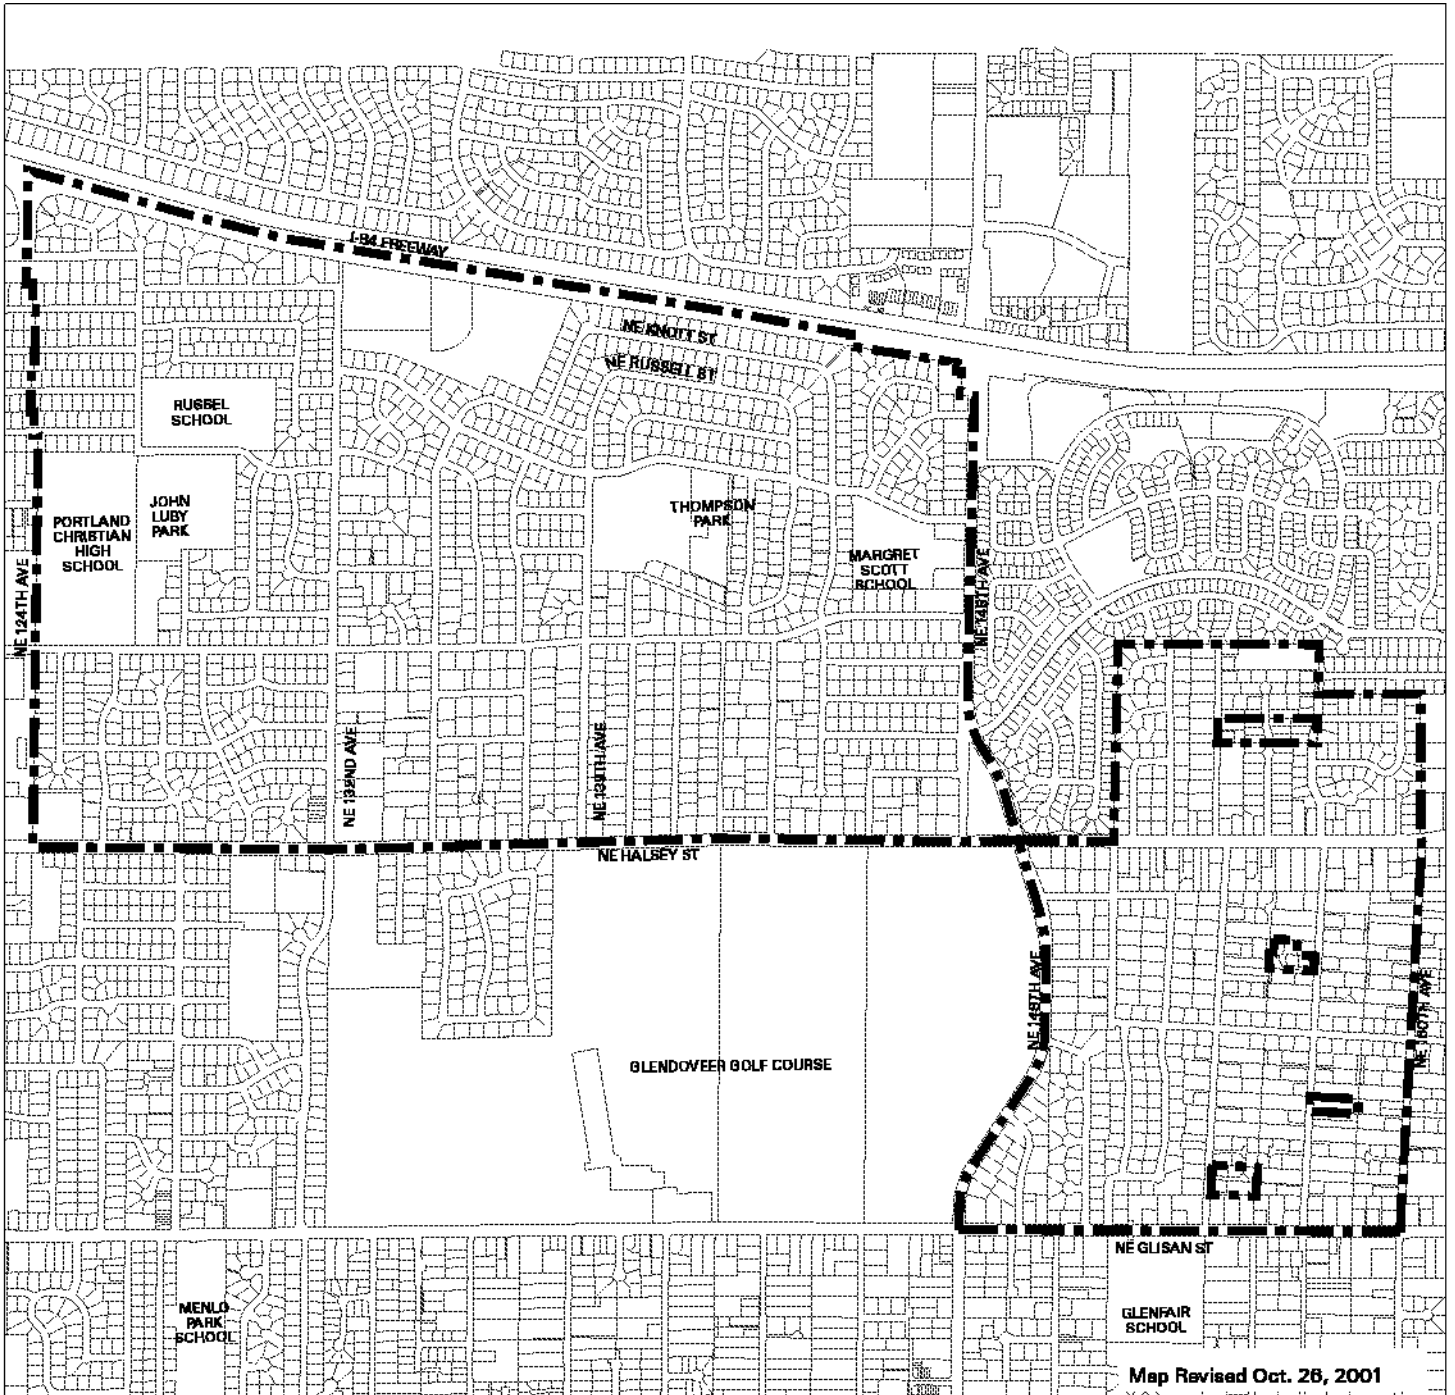 I-84 FREEWAY
NE KNOTT ST
NE RUSSELL ST
RUSSEL
SCHOOL
JOHN
LUBY
PARK
THOMPSON
PARK
PORTLAND
CHRISTIAN
HIGH
SCHOOL
MARGRET
SCOTT
SCHOOL
NE 124TH AVE
NE 148TH AVE
NE 132ND AVE
NE 139TH AVE
NE HALSEY ST
NE 148TH AVE
NE 160TH AVE
GLENDOVEER GOLF COURSE
NE GLISAN ST
MENLO
PARK
SCHOOL
GLENFAIR
SCHOOL
Map Revised Oct. 26, 2001